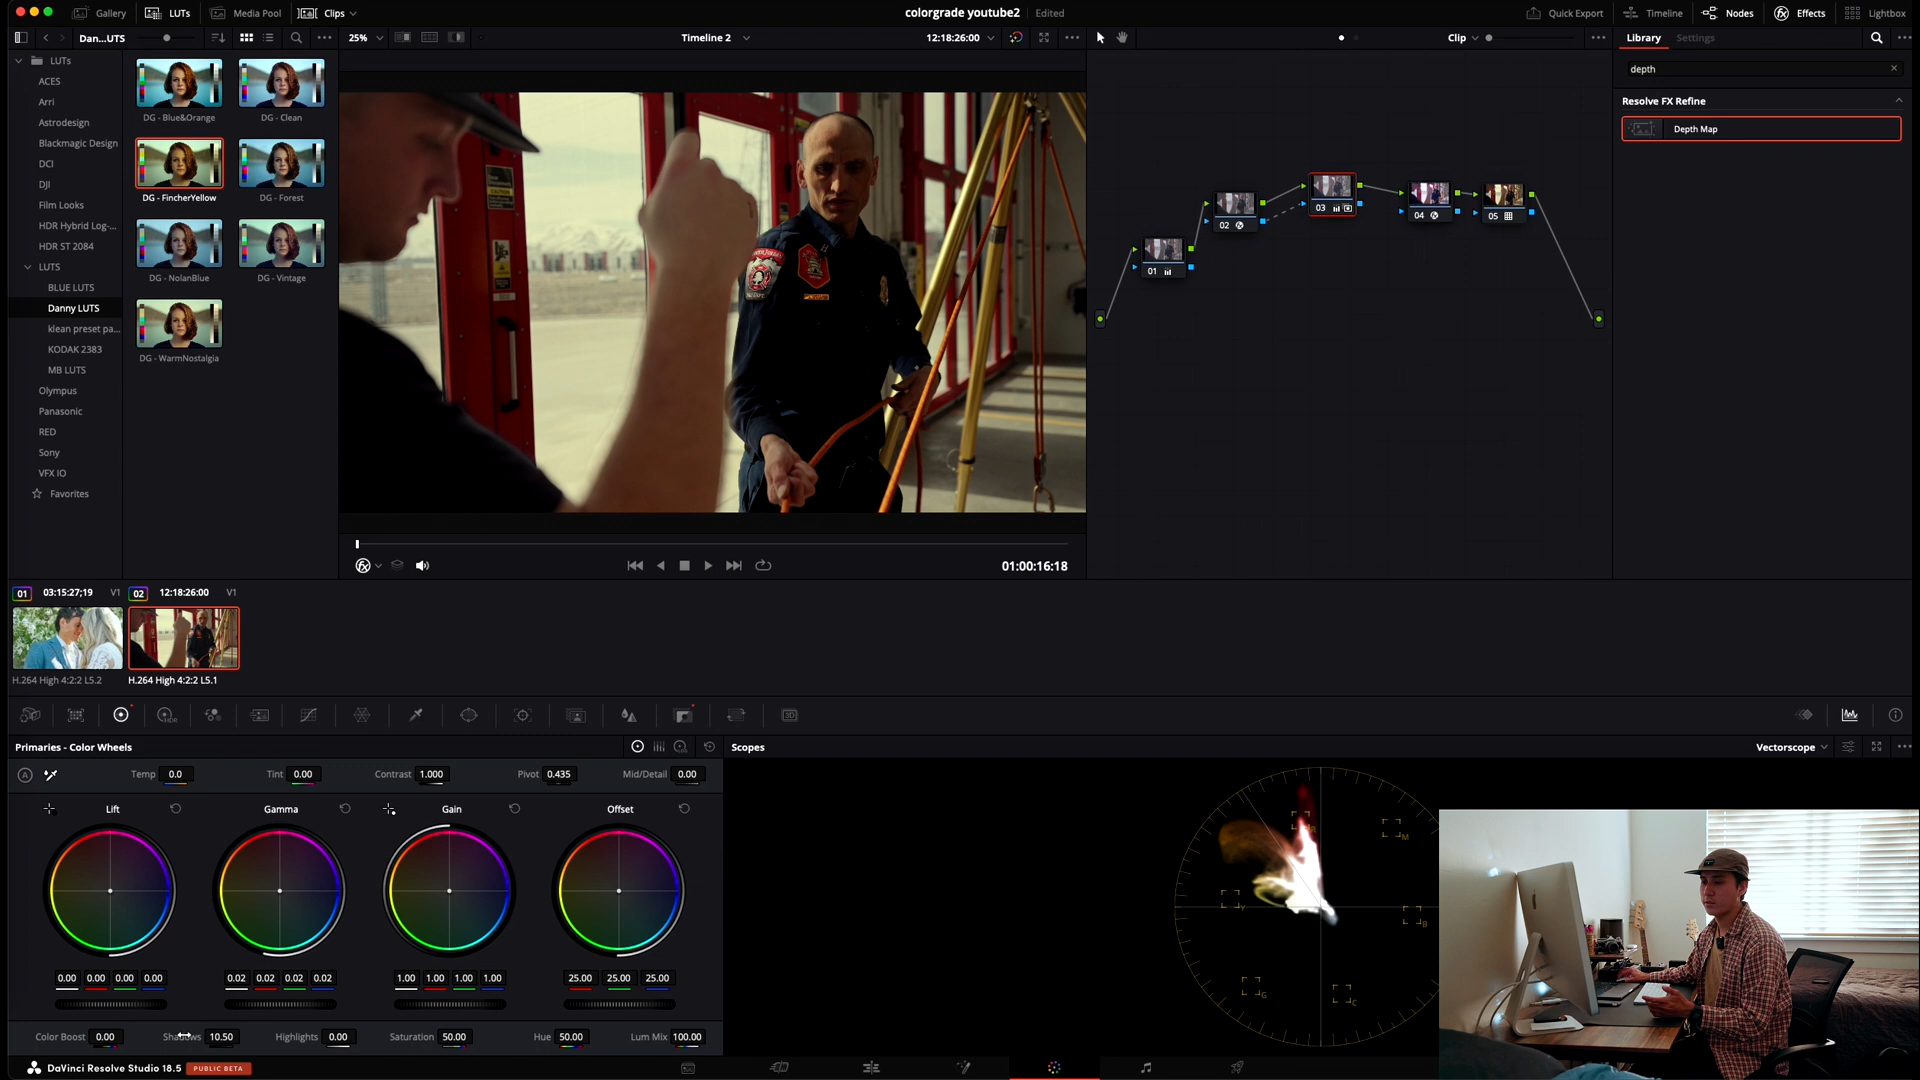 Gallery LUTs Media Pool Clips colorgrade youtube2 Edited Quick Export Timeline Nodes Effects Lightbox
Dan...UTS 25% Timeline 2 12:18:26:00 Clip Library Settings
LUTs
ACES
Arri
Astrodesign
Blackmagic Design
DCI
DJI
Film Looks
HDR Hybrid Log-...
HDR ST 2084
LUTS
BLUE LUTS
Danny LUTS
klean preset pa...
KODAK 2383
MB LUTS
Olympus
Panasonic
RED
Sony
VFX IO
Favorites
DG - Blue&Orange DG - Clean
DG - FincherYellow DG - Forest
DG - NolanBlue DG - Vintage
DG - WarmNostalgia
CAUTION
01
02
03
04
05
depth
Resolve FX Refine
Depth Map
01:00:16:18
01 03:15:27;19 V1 02 12:18:26:00 V1
H.264 High 4:2:2 L5.2 H.264 High 4:2:2 L5.1
HDR
3D
Primaries - Color Wheels
Scopes Vectorscope
A Temp 0.0 Tint 0.00 Contrast 1.000 Pivot 0.435 Mid/Detail 0.00
Lift Gamma Gain Offset
0.00 0.00 0.00 0.00 0.02 0.02 0.02 0.02 1.00 1.00 1.00 1.00 25.00 25.00 25.00
Color Boost 0.00 Shadows 10.50 Highlights 0.00 Saturation 50.00 Hue 50.00 Lum Mix 100.00
R
M
Y
B
G
C
DaVinci Resolve Studio 18.5 PUBLIC BETA